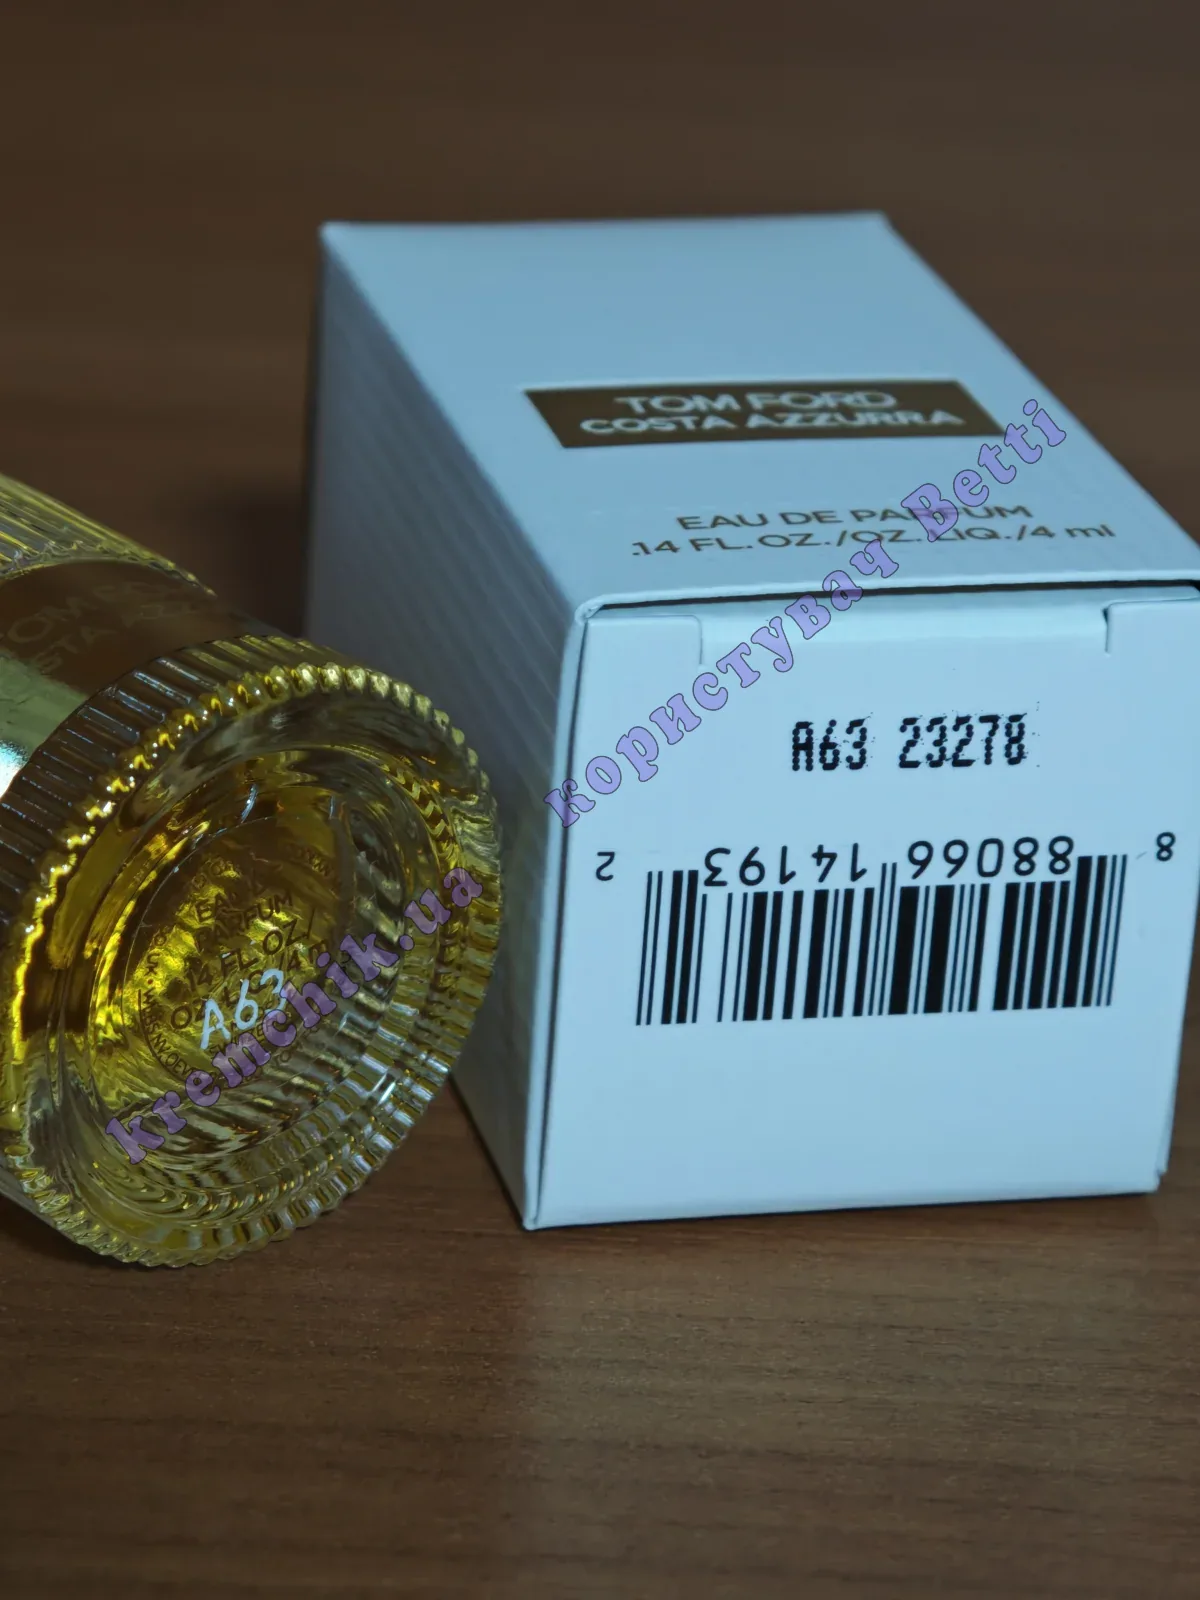 TOM FORD
COSTA AZZURRA
EAU DE PARFUM
.14 FL. OZ./OZ. LIQ./4 ml
A63 23278
8 88066 14193 2
A63
користувач Betti
kremchik.ua